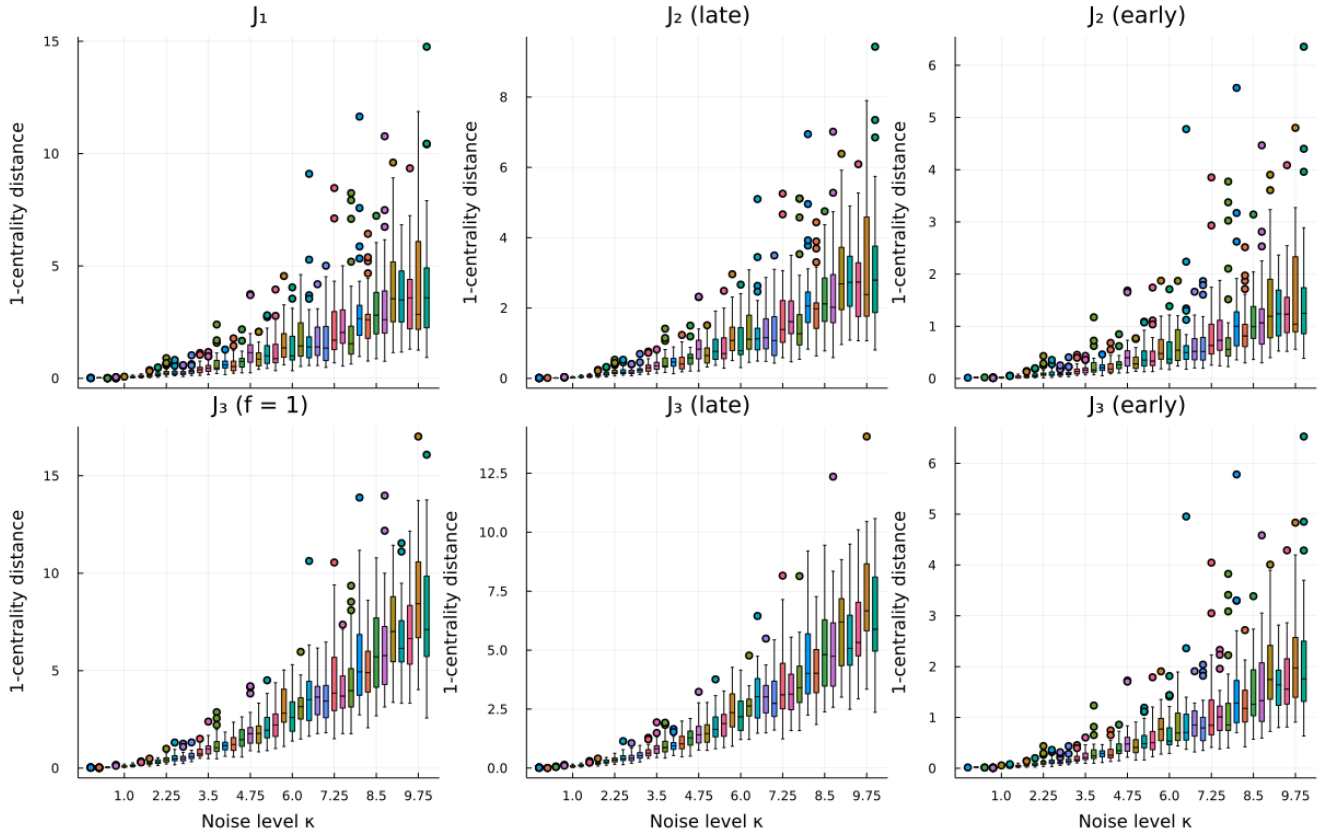 J₁
1-centrality distance
15
10
5
0
J₂ (late)
1-centrality distance
8
6
4
2
0
J₂ (early)
1-centrality distance
6
5
4
3
2
1
0
J₃ (f = 1)
1-centrality distance
15
10
5
0
1.0 2.25 3.5 4.75 6.0 7.25 8.5 9.75
Noise level κ
J₃ (late)
1-centrality distance
12.5
10.0
7.5
5.0
2.5
0.0
1.0 2.25 3.5 4.75 6.0 7.25 8.5 9.75
Noise level κ
J₃ (early)
1-centrality distance
6
5
4
3
2
1
0
1.0 2.25 3.5 4.75 6.0 7.25 8.5 9.75
Noise level κ